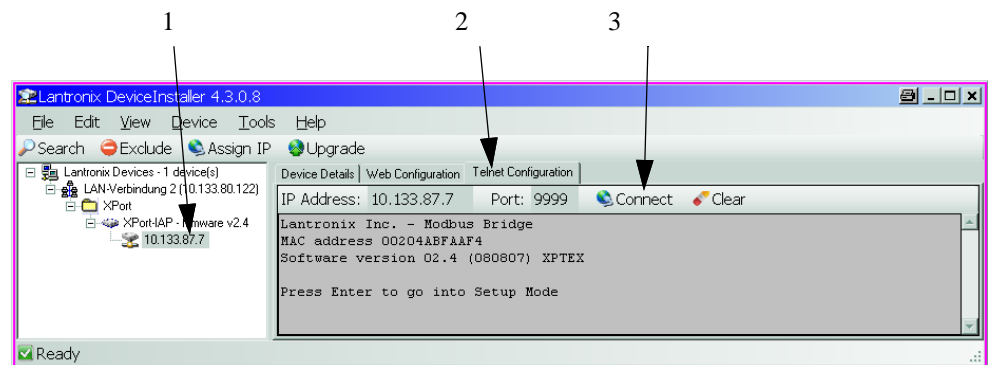 1 2 3
Lantronix DeviceInstaller 4.3.0.8
File Edit View Device Tools Help
Search Exclude Assign IP Upgrade
Lantronix Devices - 1 device(s)
LAN-Verbindung 2 (10.133.80.122)
XPort
XPort-IAP - firmware v2.4
10.133.87.7
Device Details Web Configuration Telnet Configuration
IP Address: 10.133.87.7 Port: 9999 Connect Clear
Lantronix Inc. - Modbus Bridge
MAC address 00204ABFAAF4
Software version 02.4 (080807) XPTEX
Press Enter to go into Setup Mode
Ready